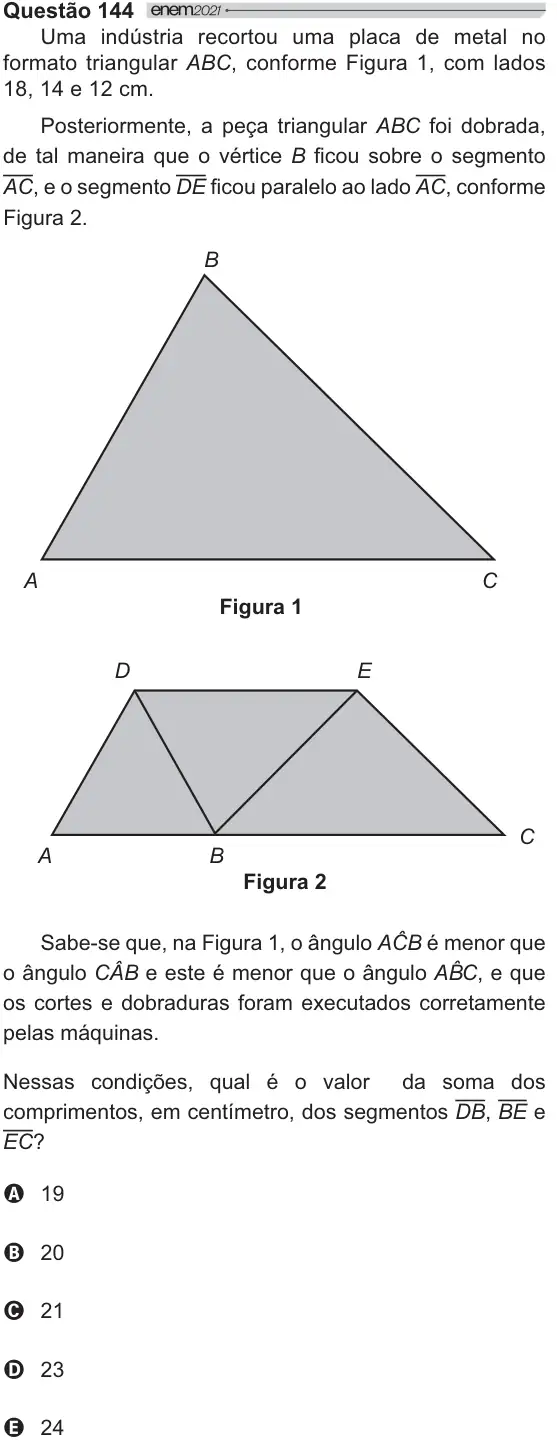 Questão 144 enem2021
Uma indústria recortou uma placa de metal no
formato triangular ABC, conforme Figura 1, com lados
18, 14 e 12 cm.
Posteriormente, a peça triangular ABC foi dobrada,
de tal maneira que o vértice B ficou sobre o segmento
AC, e o segmento DE ficou paralelo ao lado AC, conforme
Figura 2.
B
A
C
Figura 1
D
E
A
B
C
Figura 2
Sabe-se que, na Figura 1, o ângulo AĈB é menor que
o ângulo CÂB e este é menor que o ângulo AB̂C, e que
os cortes e dobraduras foram executados corretamente
pelas máquinas.
Nessas condições, qual é o valor da soma dos
comprimentos, em centímetro, dos segmentos DB, BE e
EC?
A 19
B 20
C 21
D 23
E 24